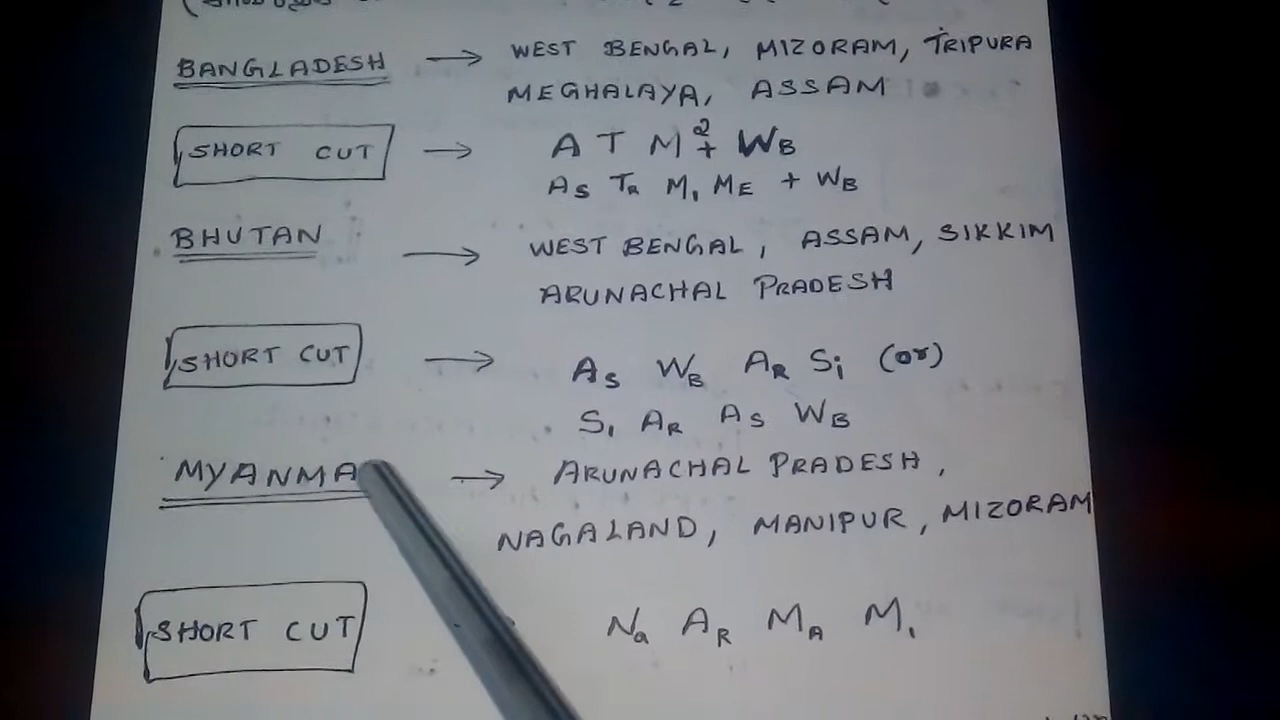 BANGLADESH → WEST BENGAL, MIZORAM, TRIPURA
MEGHALAYA, ASSAM
SHORT CUT → A T M² + WB
AS TR MI ME + WB
BHUTAN → WEST BENGAL, ASSAM, SIKKIM
ARUNACHAL PRADESH
SHORT CUT → AS WB AR Si (or)
SI AR AS WB
MYANMA → ARUNACHAL PRADESH,
NAGALAND, MANIPUR, MIZORAM
SHORT CUT Na AR MA MI